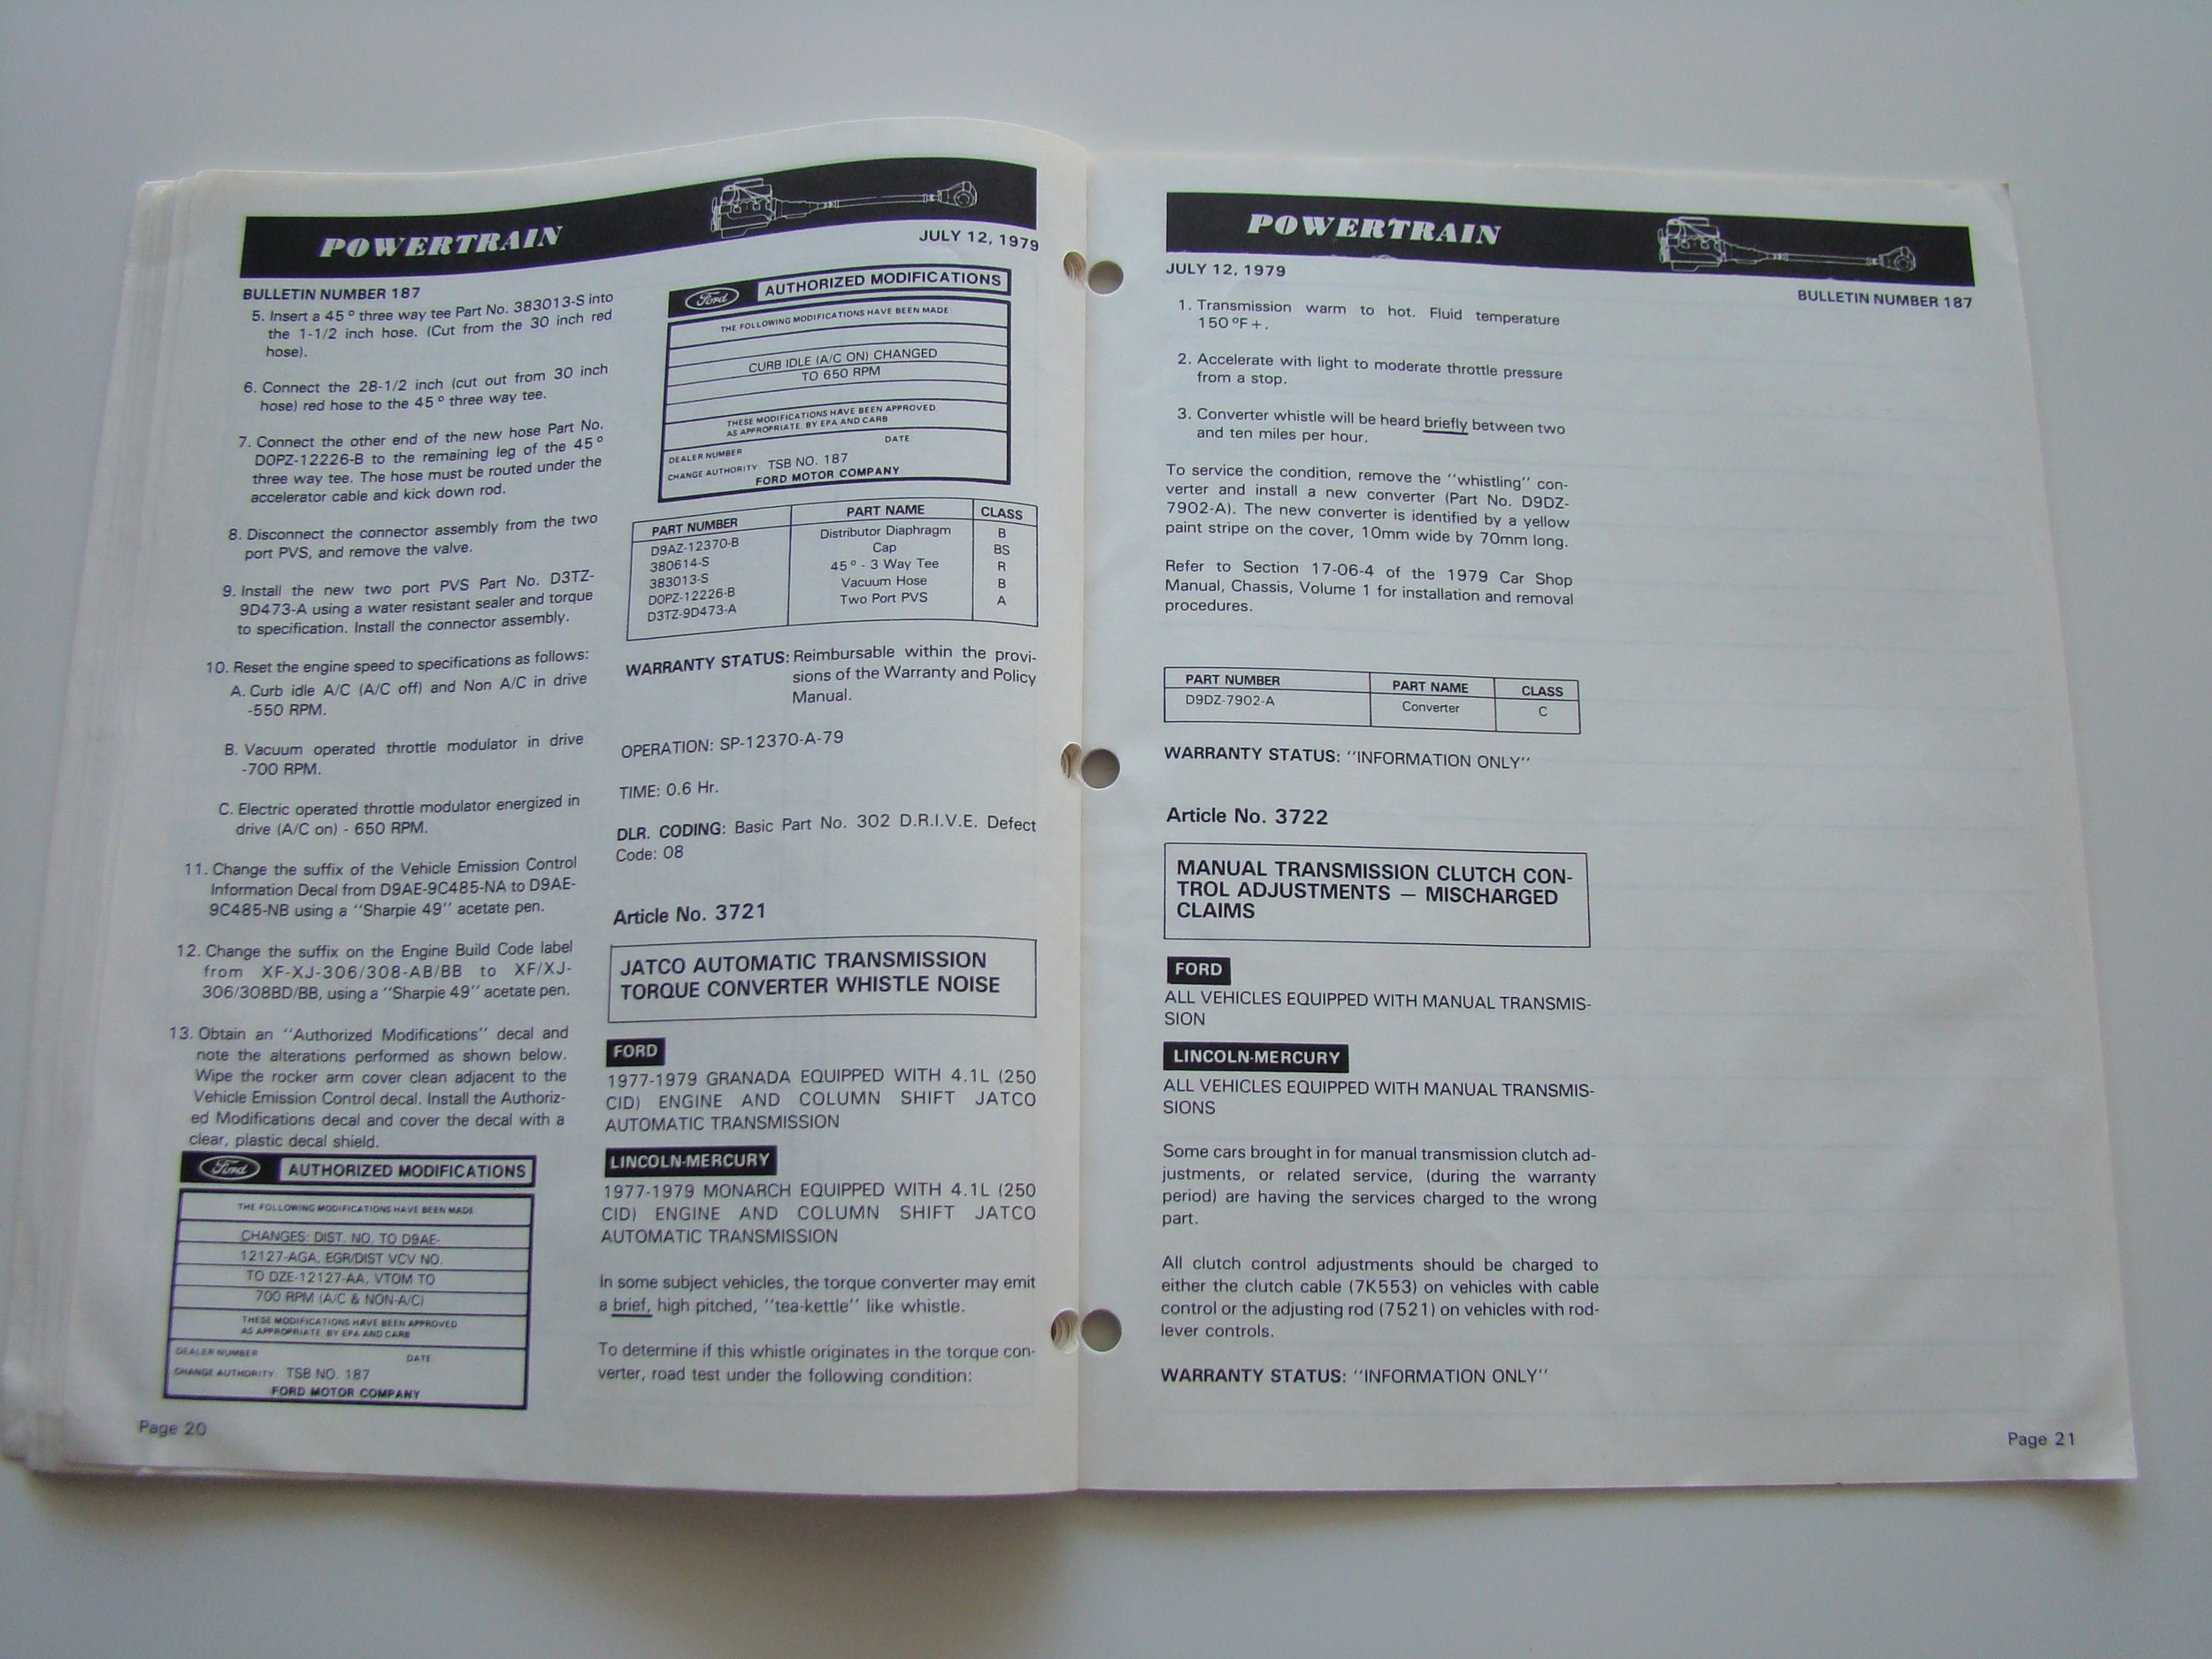 POWERTRAIN
JULY 12, 1979
BULLETIN NUMBER 187
5. Insert a 45° three way tee Part No. 383013-S into
the 1-1/2 inch hose. (Cut from the 30 inch red
hose).
6. Connect the 28-1/2 inch (cut out from 30 inch
hose) red hose to the 45° three way tee.
7. Connect the other end of the new hose Part No.
D0PZ-12226-B to the remaining leg of the 45°
three way tee. The hose must be routed under the
accelerator cable and kick down rod.
8. Disconnect the connector assembly from the two
port PVS, and remove the valve.
9. Install the new two port PVS Part No. D3TZ-
9D473-A using a water resistant sealer and torque
to specification. Install the connector assembly.
10. Reset the engine speed to specifications as follows:
A. Curb idle A/C (A/C off) and Non A/C in drive
-550 RPM.
B. Vacuum operated throttle modulator in drive
-700 RPM.
C. Electric operated throttle modulator energized in
drive (A/C on) - 650 RPM.
11. Change the suffix of the Vehicle Emission Control
Information Decal from D9AE-9C485-NA to D9AE-
9C485-NB using a "Sharpie 49" acetate pen.
12. Change the suffix on the Engine Build Code label
from XF-XJ-306/308-AB/BB to XF/XJ-
306/308BD/BB, using a "Sharpie 49" acetate pen.
13. Obtain an "Authorized Modifications" decal and
note the alterations performed as shown below.
Wipe the rocker arm cover clean adjacent to the
Vehicle Emission Control decal. Install the Authoriz-
ed Modifications decal and cover the decal with a
clear, plastic decal shield.
Ford AUTHORIZED MODIFICATIONS
THE FOLLOWING MODIFICATIONS HAVE BEEN MADE
CHANGES: DIST. NO. TO D9AE-
12127-AGA, EGR/DIST VCV NO.
TO DZE-12127-AA, VTOM TO
700 RPM (A/C & NON-A/C)
THESE MODIFICATIONS HAVE BEEN APPROVED
AS APPROPRIATE BY EPA AND CARB
DEALER NUMBER DATE
CHANGE AUTHORITY TSB NO. 187
FORD MOTOR COMPANY
Page 20
Ford AUTHORIZED MODIFICATIONS
THE FOLLOWING MODIFICATIONS HAVE BEEN MADE
CURB IDLE (A/C ON) CHANGED
TO 650 RPM
THESE MODIFICATIONS HAVE BEEN APPROVED
AS APPROPRIATE BY EPA AND CARB
DATE
DEALER NUMBER
CHANGE AUTHORITY TSB NO. 187
FORD MOTOR COMPANY
PART NUMBER PART NAME CLASS
D9AZ-12370-B Distributor Diaphragm B
380614-S Cap BS
383013-S 45° - 3 Way Tee R
D0PZ-12226-B Vacuum Hose B
D3TZ-9D473-A Two Port PVS A
WARRANTY STATUS: Reimbursable within the provi-
sions of the Warranty and Policy
Manual.
OPERATION: SP-12370-A-79
TIME: 0.6 Hr.
DLR. CODING: Basic Part No. 302 D.R.I.V.E. Defect
Code: 08
Article No. 3721
JATCO AUTOMATIC TRANSMISSION
TORQUE CONVERTER WHISTLE NOISE
FORD
1977-1979 GRANADA EQUIPPED WITH 4.1L (250
CID) ENGINE AND COLUMN SHIFT JATCO
AUTOMATIC TRANSMISSION
LINCOLN-MERCURY
1977-1979 MONARCH EQUIPPED WITH 4.1L (250
CID) ENGINE AND COLUMN SHIFT JATCO
AUTOMATIC TRANSMISSION
In some subject vehicles, the torque converter may emit
a brief, high pitched, "tea-kettle" like whistle.
To determine if this whistle originates in the torque con-
verter, road test under the following condition:
POWERTRAIN
JULY 12, 1979
BULLETIN NUMBER 187
1. Transmission warm to hot. Fluid temperature
150°F+.
2. Accelerate with light to moderate throttle pressure
from a stop.
3. Converter whistle will be heard briefly between two
and ten miles per hour.
To service the condition, remove the "whistling" con-
verter and install a new converter (Part No. D9DZ-
7902-A). The new converter is identified by a yellow
paint stripe on the cover, 10mm wide by 70mm long.
Refer to Section 17-06-4 of the 1979 Car Shop
Manual, Chassis, Volume 1 for installation and removal
procedures.
PART NUMBER PART NAME CLASS
D9DZ-7902-A Converter C
WARRANTY STATUS: "INFORMATION ONLY"
Article No. 3722
MANUAL TRANSMISSION CLUTCH CON-
TROL ADJUSTMENTS — MISCHARGED
CLAIMS
FORD
ALL VEHICLES EQUIPPED WITH MANUAL TRANSMIS-
SION
LINCOLN-MERCURY
ALL VEHICLES EQUIPPED WITH MANUAL TRANSMIS-
SIONS
Some cars brought in for manual transmission clutch ad-
justments, or related service, (during the warranty
period) are having the services charged to the wrong
part.
All clutch control adjustments should be charged to
either the clutch cable (7K553) on vehicles with cable
control or the adjusting rod (7521) on vehicles with rod-
lever controls.
WARRANTY STATUS: "INFORMATION ONLY"
Page 21